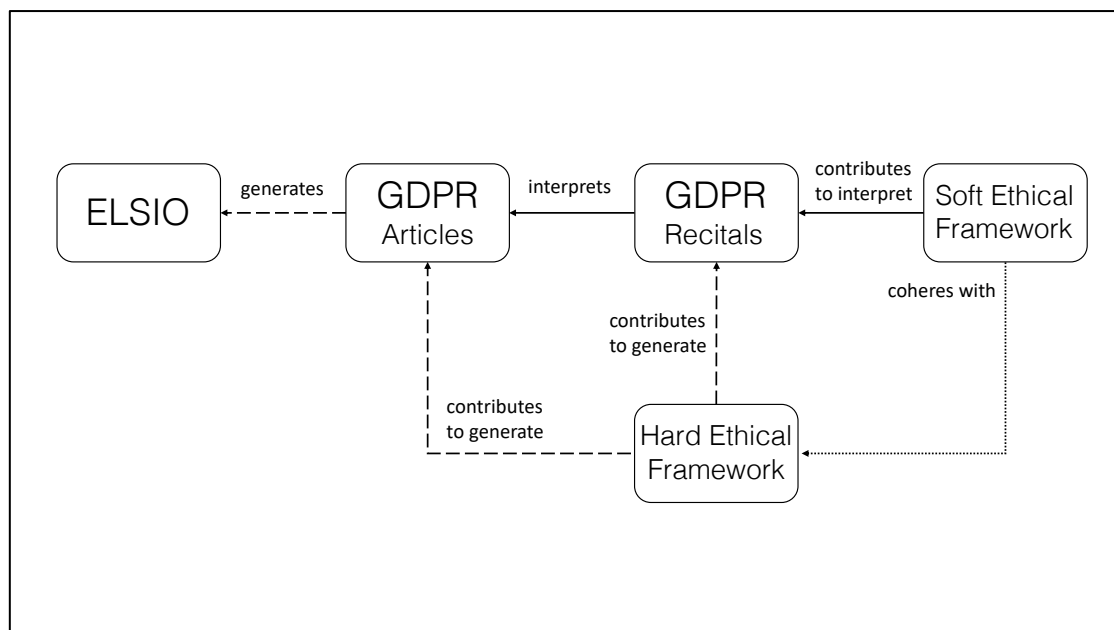 ELSIO
generates
GDPR
Articles
interprets
GDPR
Recitals
contributes
to interpret
Soft Ethical
Framework
coheres with
contributes
to generate
contributes
to generate
Hard Ethical
Framework